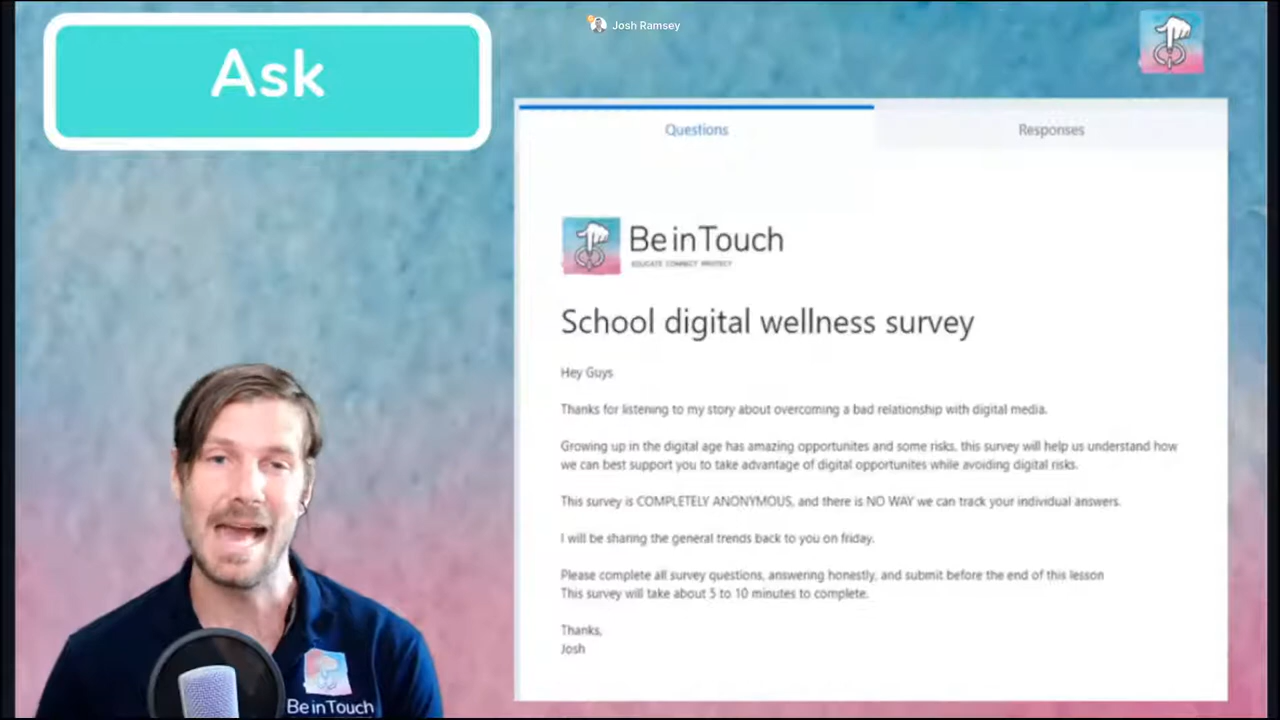 Josh Ramsey
Ask
Questions
Responses
Be in Touch
EDUCATE CONNECT PROTECT
School digital wellness survey
Hey Guys
Thanks for listening to my story about overcoming a bad relationship with digital media.
Growing up in the digital age has amazing opportunites and some risks, this survey will help us understand how
we can best support you to take advantage of digital opportunites while avoiding digital risks.
This survey is COMPLETELY ANONYMOUS, and there is NO WAY we can track your individual answers.
I will be sharing the general trends back to you on friday.
Please complete all survey questions, answering honestly, and submit before the end of this lesson
This survey will take about 5 to 10 minutes to complete.
Thanks,
Josh
Be in Touch